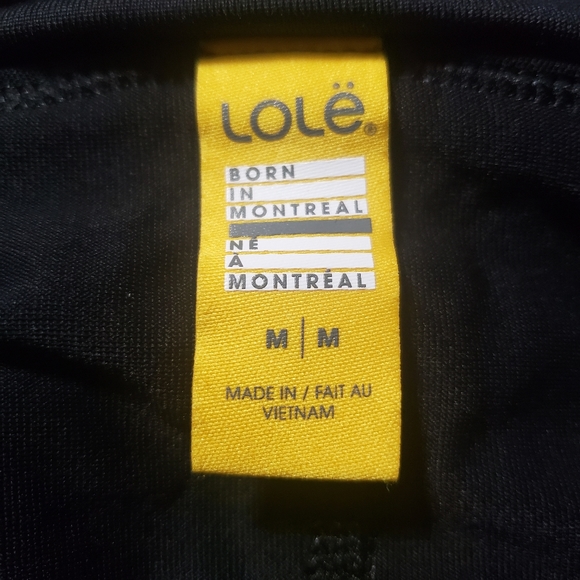 Lolë®
BORN
IN
MONTREAL
NÉ
À
MONTRÉAL
M | M
MADE IN / FAIT AU
VIETNAM